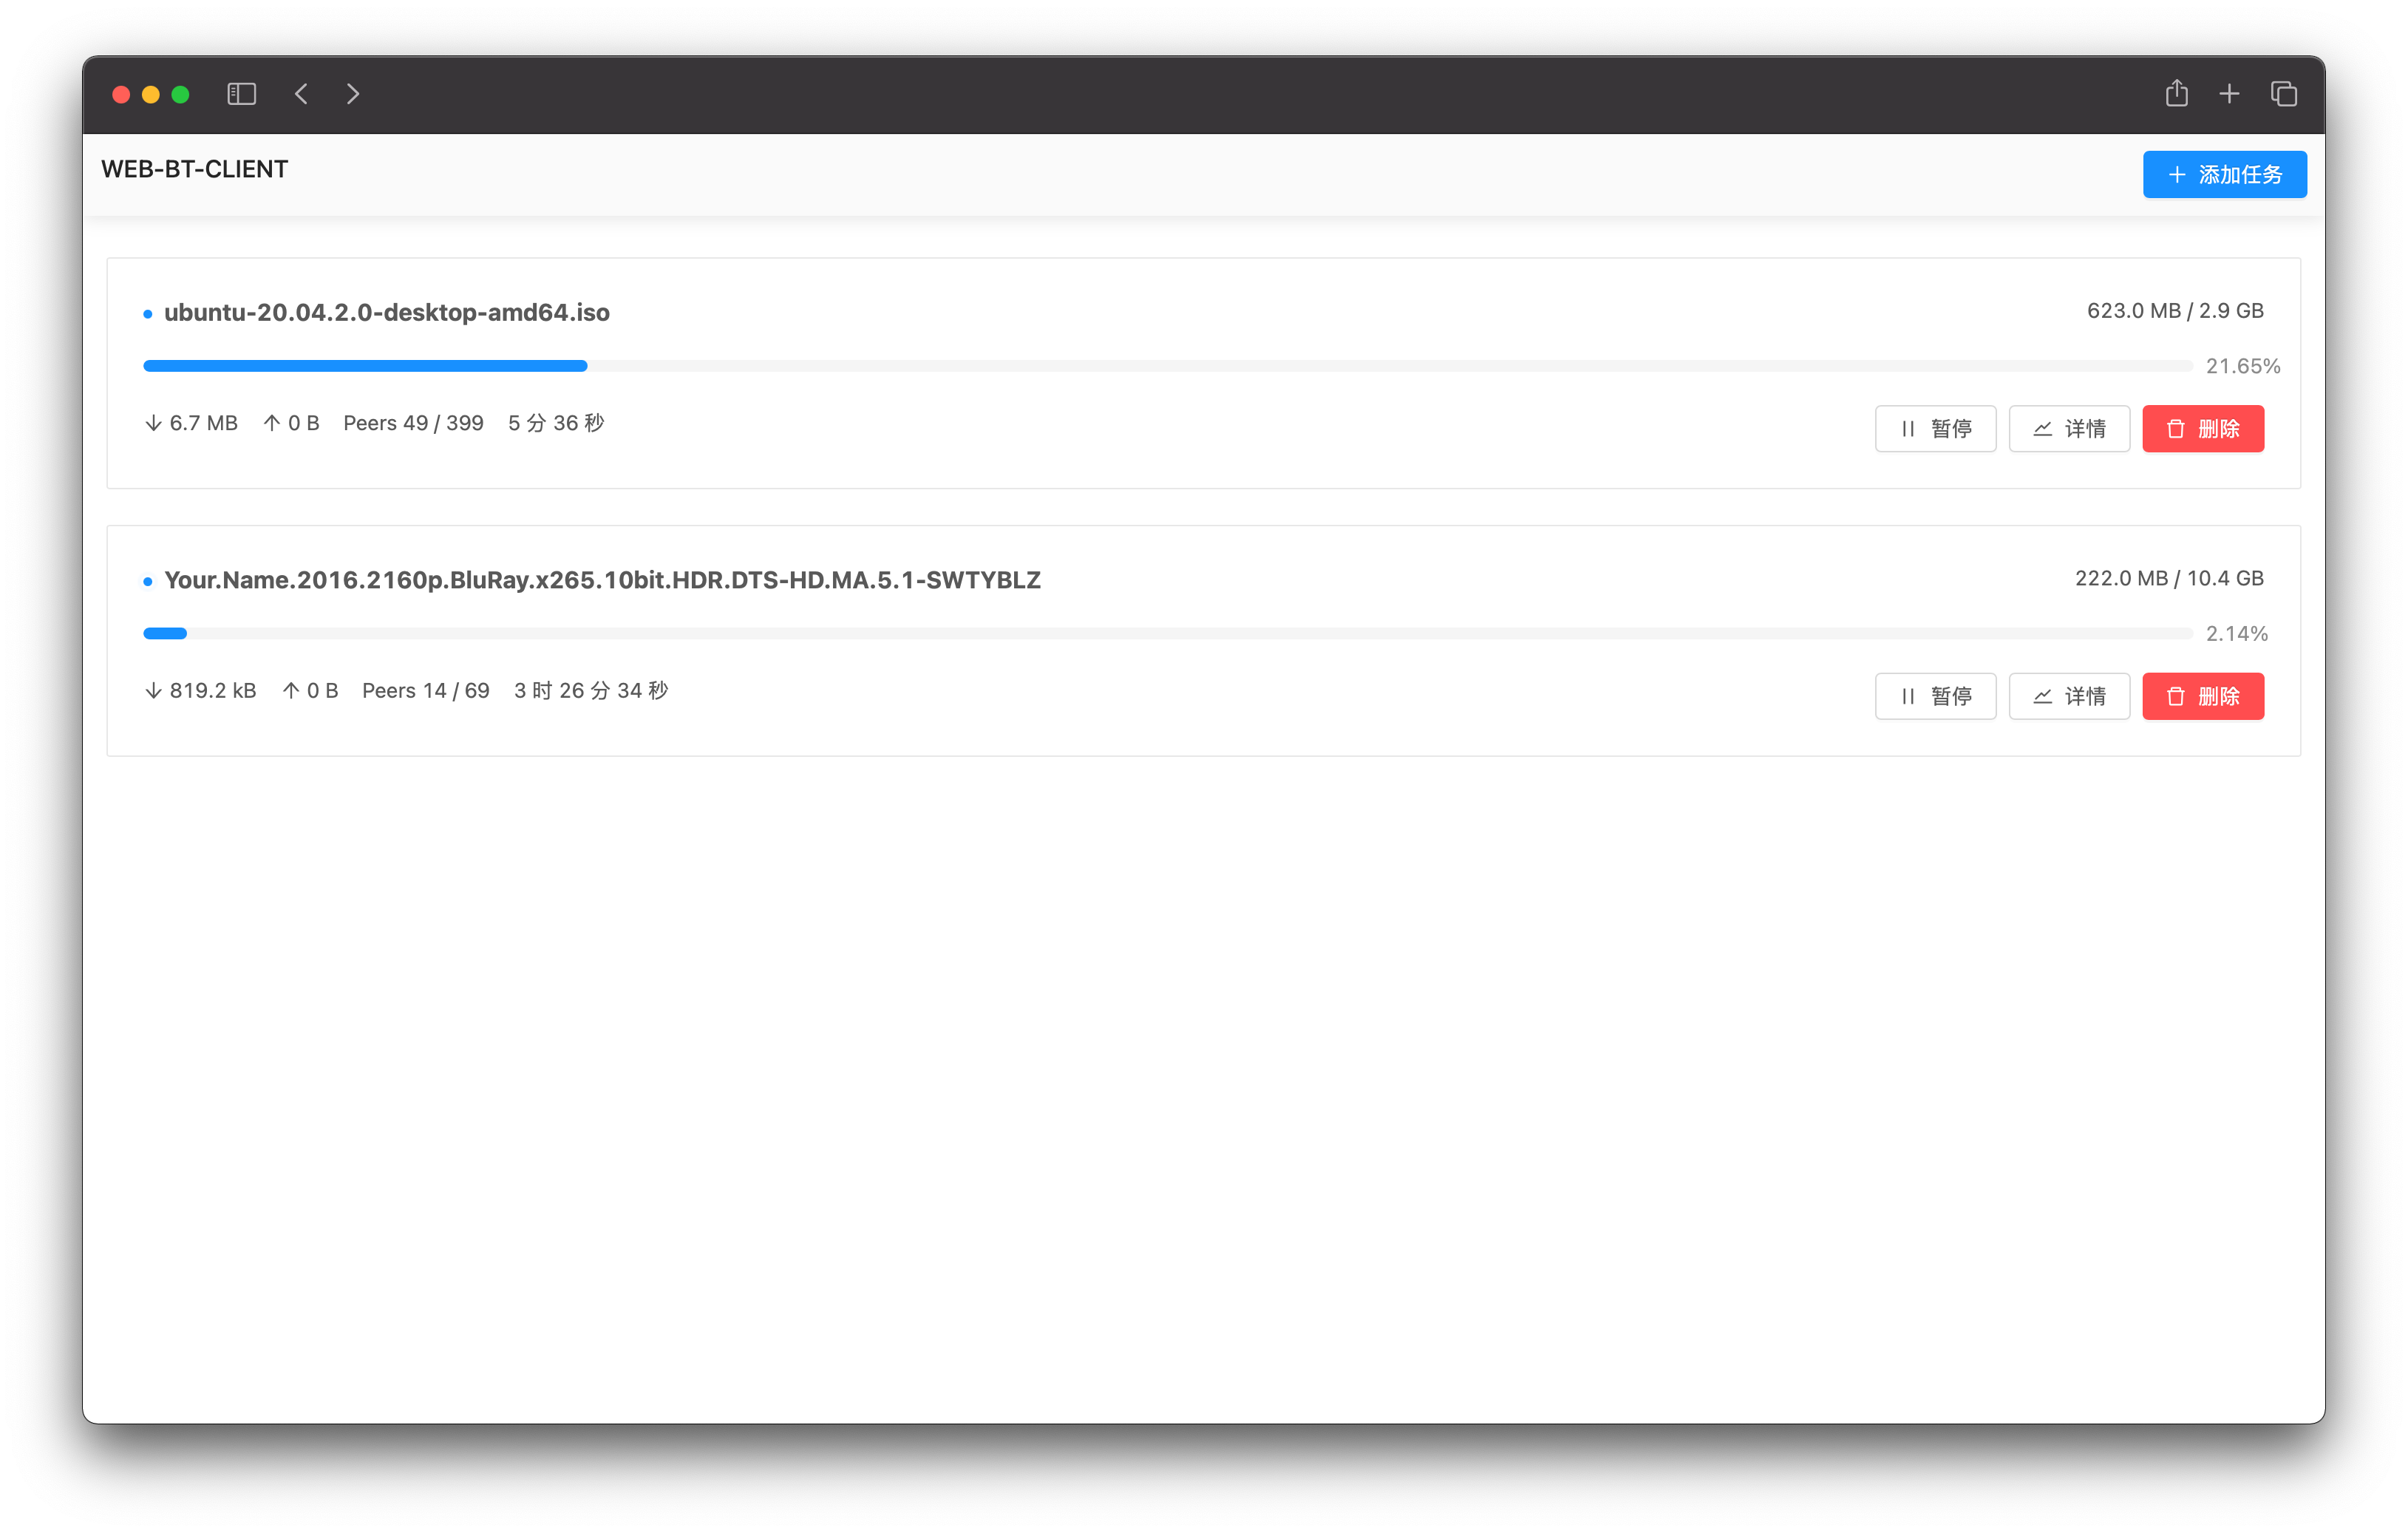 WEB-BT-CLIENT
添加任务
ubuntu-20.04.2.0-desktop-amd64.iso
623.0 MB / 2.9 GB
21.65%
6.7 MB 0 B Peers 49 / 399 5 分 36 秒
暂停 详情 删除
Your.Name.2016.2160p.BluRay.x265.10bit.HDR.DTS-HD.MA.5.1-SWTYBLZ
222.0 MB / 10.4 GB
2.14%
819.2 kB 0 B Peers 14 / 69 3 时 26 分 34 秒
暂停 详情 删除